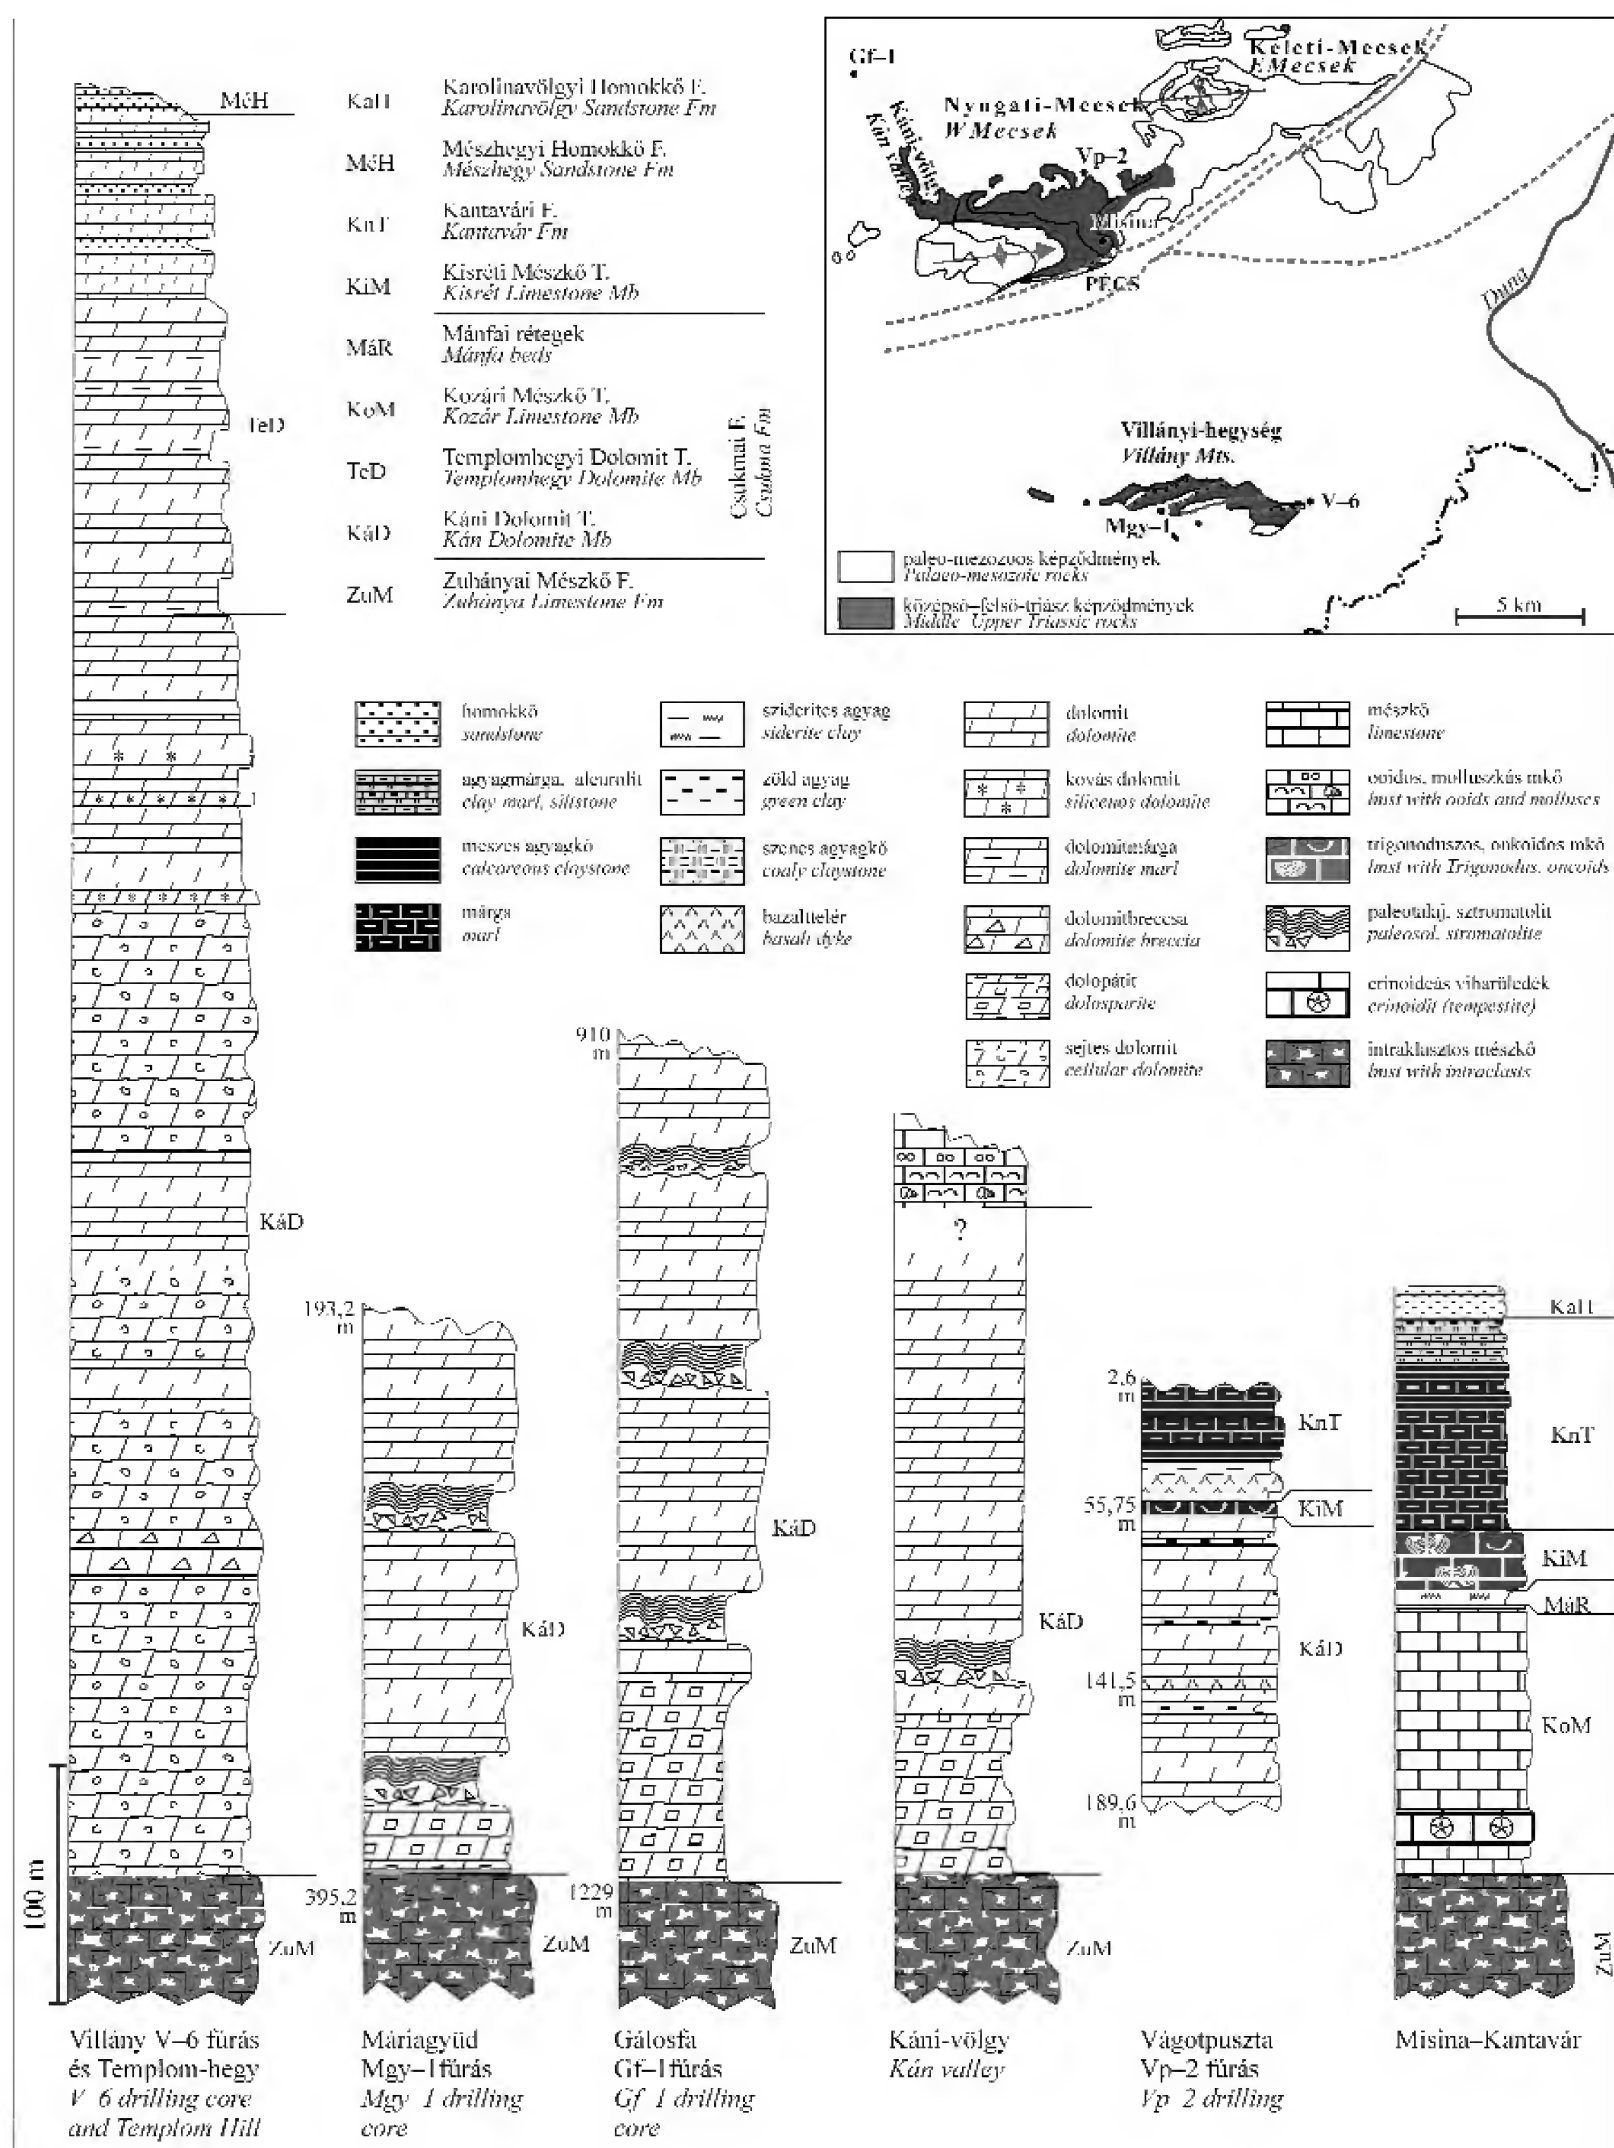 MéH
TeD
KáD
ZuM
KaH
Karolinavölgyi Homokkő F.
Karolinavölgy Sandstone Fm
MéH
Mészhegyi Homokkő F.
Mészhegy Sandstone Fm
KnT
Kantavári F.
Kantavár Fm
KiM
Kisréti Mészkő T.
Kisrét Limestone Mb
MáR
Mánfai rétegek
Mánfa beds
KoM
Kozári Mészkő T.
Kozár Limestone Mb
TeD
Templomhegyi Dolomit T.
Templomhegy Dolomite Mb
KáD
Káni Dolomit T.
Kán Dolomite Mb
ZuM
Zuhányai Mészkő F.
Zuhánya Limestone Fm
Csukmai F.
Csukma Fm
Gf–1
Keleti-Mecsek
E Mecsek
Nyugati-Mecsek
W Mecsek
Káni-völgy
Kán valley
Vp–2
Misina
PÉCS
Duna
Villányi-hegység
Villány Mts.
V–6
Mgy–1
paleo-mezozoos képződmények
Palaeo-mesozoic rocks
középső–felső-triász képződmények
Middle Upper Triassic rocks
5 km
homokkő
sandstone
agyagmárga, aleurolit
clay marl, siltstone
meszes agyagkő
calcareous claystone
márga
marl
sziderites agyag
siderite clay
zöld agyag
green clay
szenes agyagkő
coaly claystone
bazalttelér
basalt dyke
dolomit
dolomite
kovás dolomit
siliceous dolomite
dolomitmárga
dolomite marl
dolomitbreccsa
dolomite breccia
dolopátit
dolosparite
sejtes dolomit
cellular dolomite
mészkő
limestone
ooidos, molluszkás mkő
lmst with ooids and molluscs
trigonoduszos, onkoidos mkő
lmst with Trigonodus, oncoids
paleotalaj, sztromatolit
paleosol, stromatolite
crinoideás viharüledék
crinoidit (tempestite)
intraklasztos mészkő
lmst with intraclasts
193,2
m
KáD
395,2
m
ZuM
910
m
KáD
1229
m
ZuM
?
KáD
ZuM
2,6
m
KnT
55,75
m
KiM
KáD
141,5
m
189,6
m
KaH
KnT
KiM
MáR
KoM
ZuM
100 m
Villány V–6 fúrás
és Templom-hegy
V 6 drilling core
and Templom Hill
Máriagyűd
Mgy–1fúrás
Mgy 1 drilling
core
Gálosfa
Gf–1fúrás
Gf 1 drilling
core
Káni-völgy
Kán valley
Vágotpuszta
Vp–2 fúrás
Vp 2 drilling
Misina–Kantavár